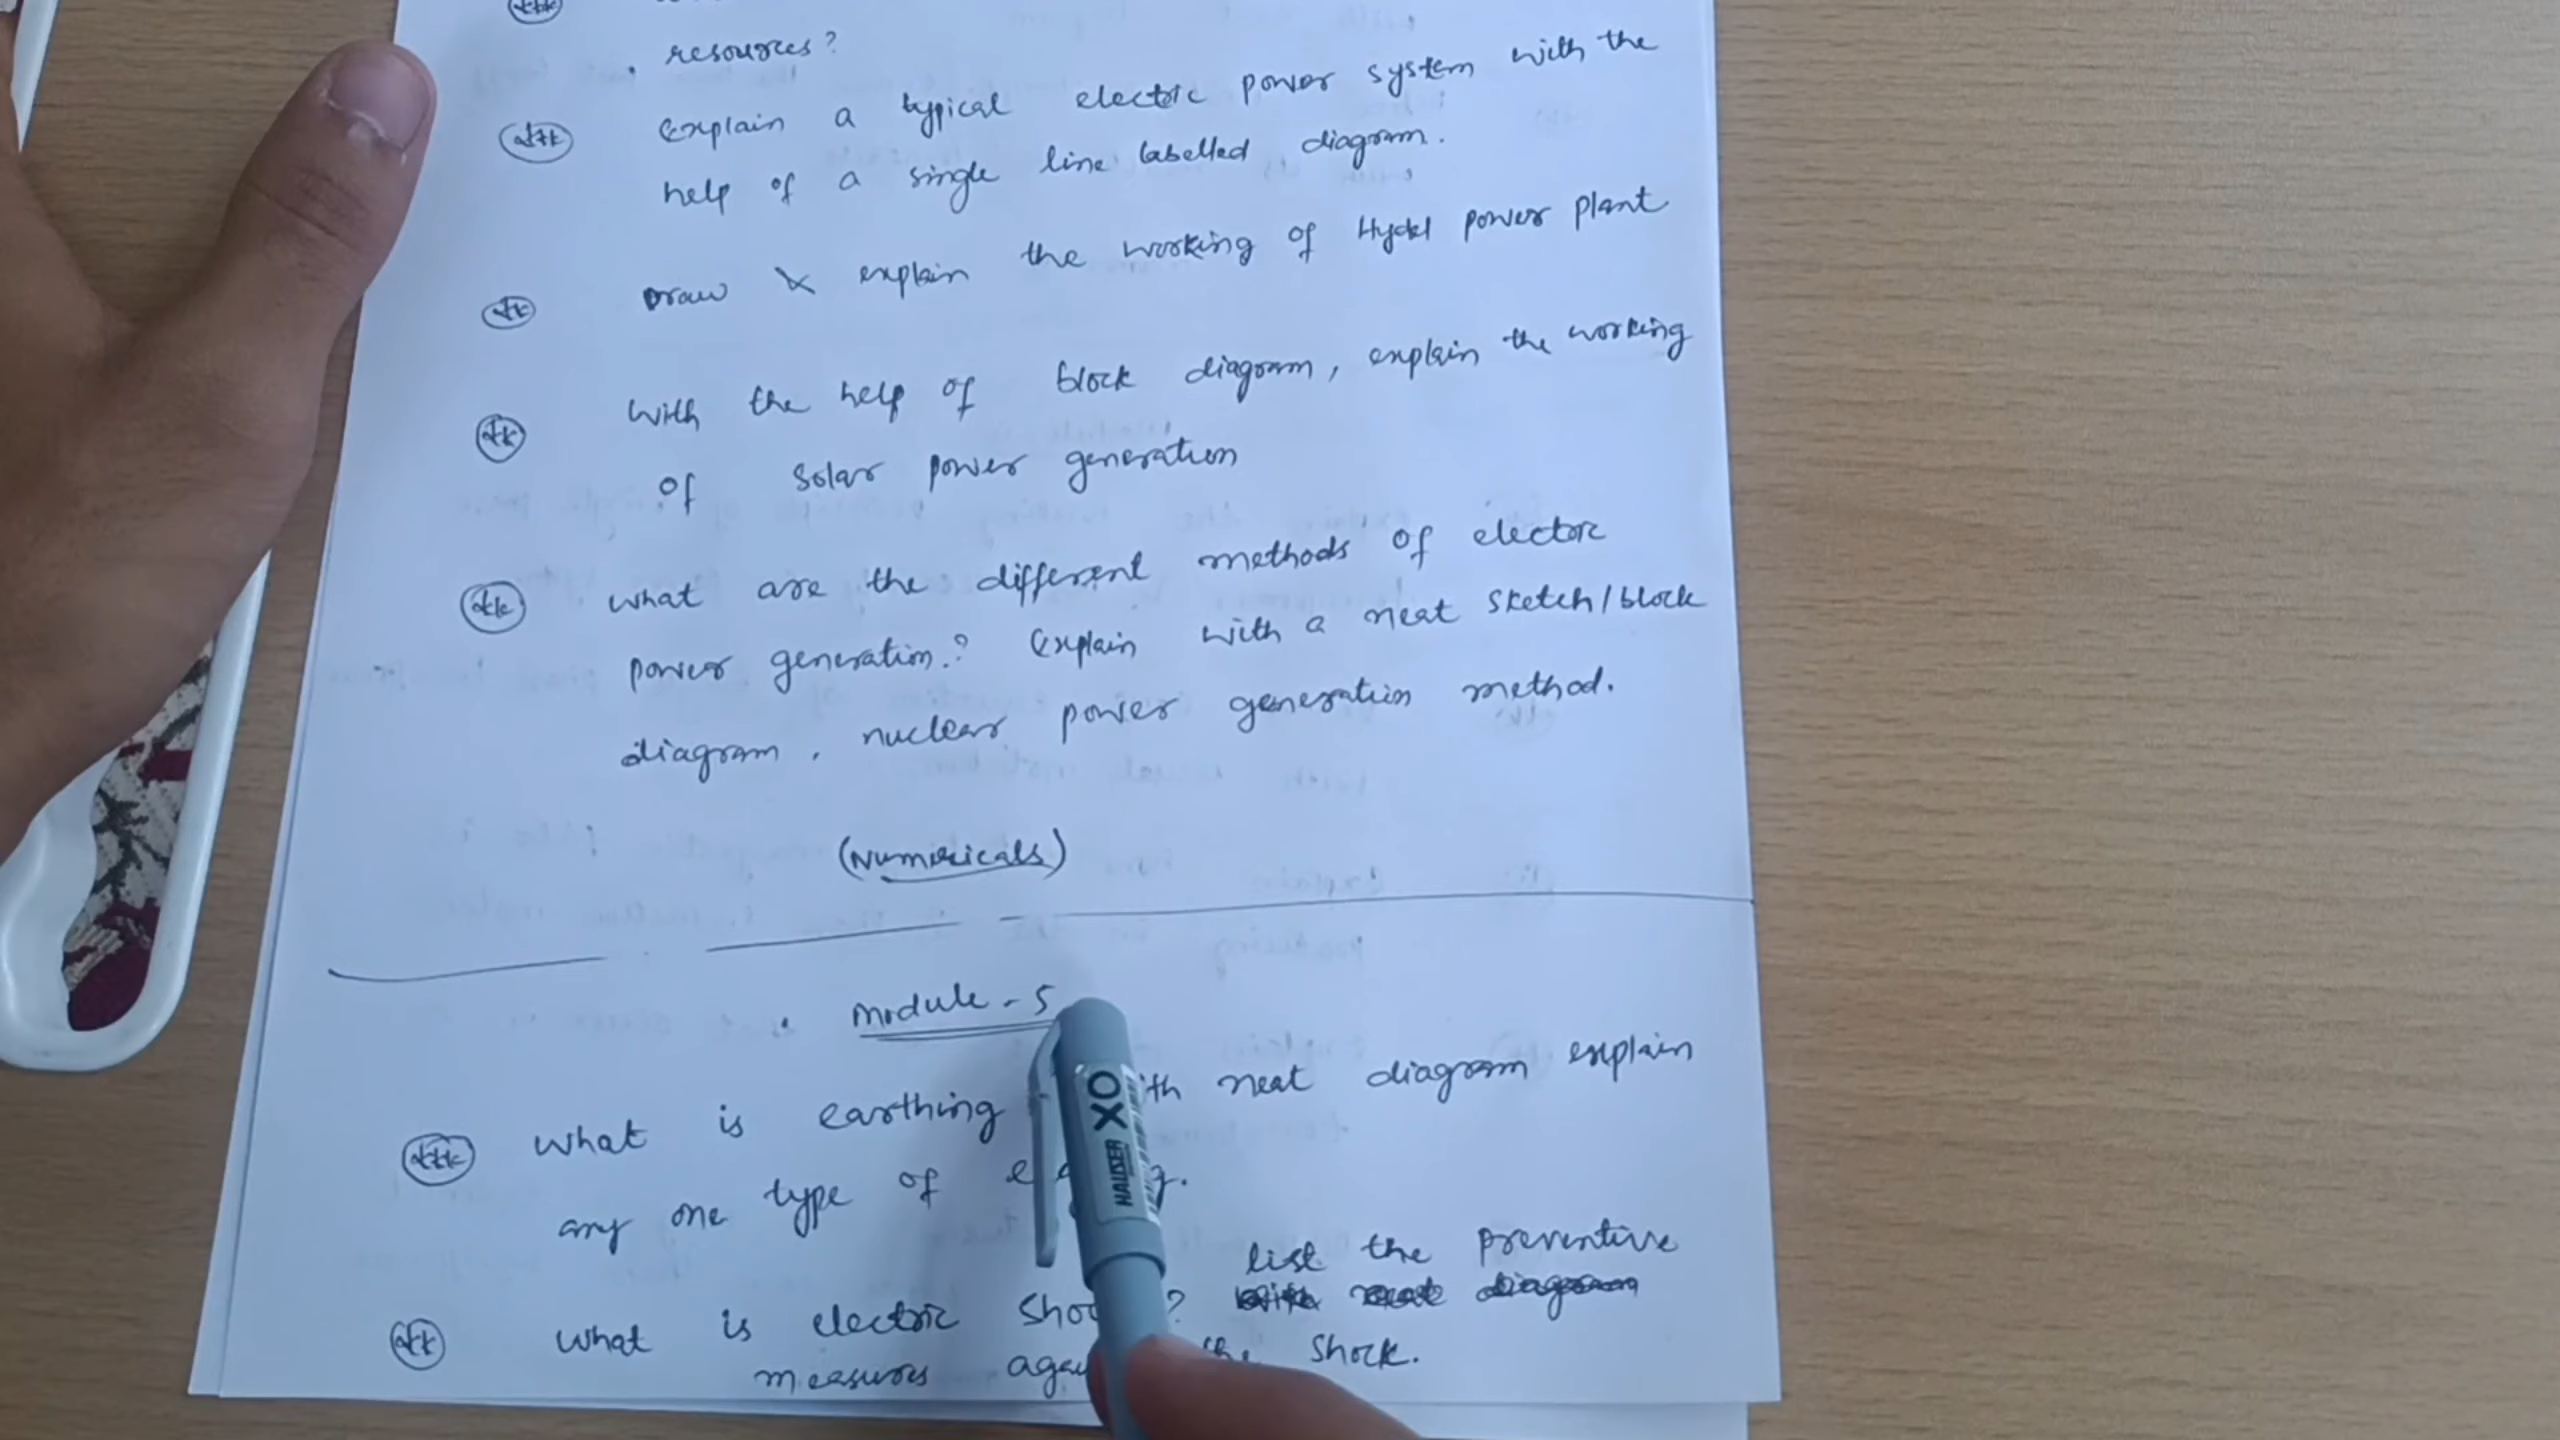 resources?
Explain a typical electric power system with the
help of a single line labelled diagram.
Draw & explain the working of Hydel power plant
With the help of block diagram, explain the working
of solar power generation
What are the different methods of electric
power generation.? Explain with a neat sketch/block
diagram. nuclear power generation method.
(Numiricals)
Module - 5
What is earthing with neat diagram explain
any one type of
list the preventive
What is electric shock?
measures the shock.
HAUSER XO